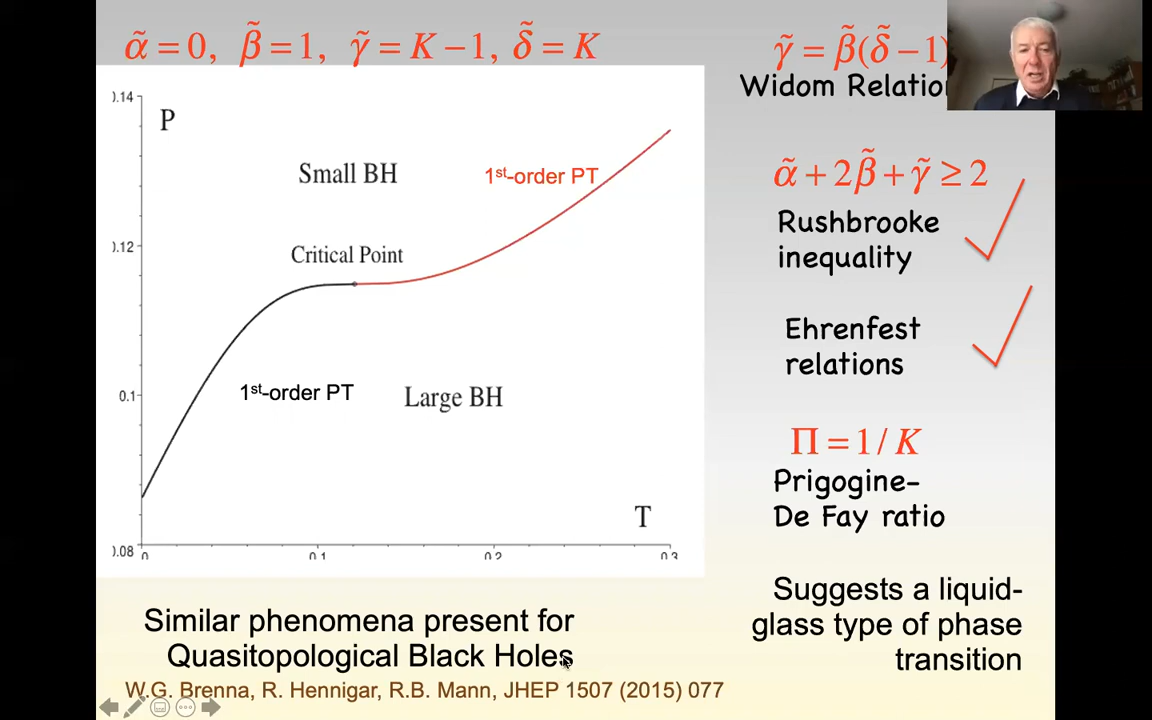 α̃ = 0, β̃ = 1, γ̃ = K − 1, δ̃ = K
γ̃ = β̃(δ̃ − 1)
Widom Relatio
0.14
P
Small BH
1st-order PT
0.12
Critical Point
0.1
1st-order PT
Large BH
T
0.08
0
0.1
0.2
0.3
α̃ + 2β̃ + γ̃ ≥ 2
Rushbrooke
inequality
Ehrenfest
relations
Π = 1 / K
Prigogine-
De Fay ratio
Suggests a liquid-
glass type of phase
transition
Similar phenomena present for
Quasitopological Black Holes
W.G. Brenna, R. Hennigar, R.B. Mann, JHEP 1507 (2015) 077